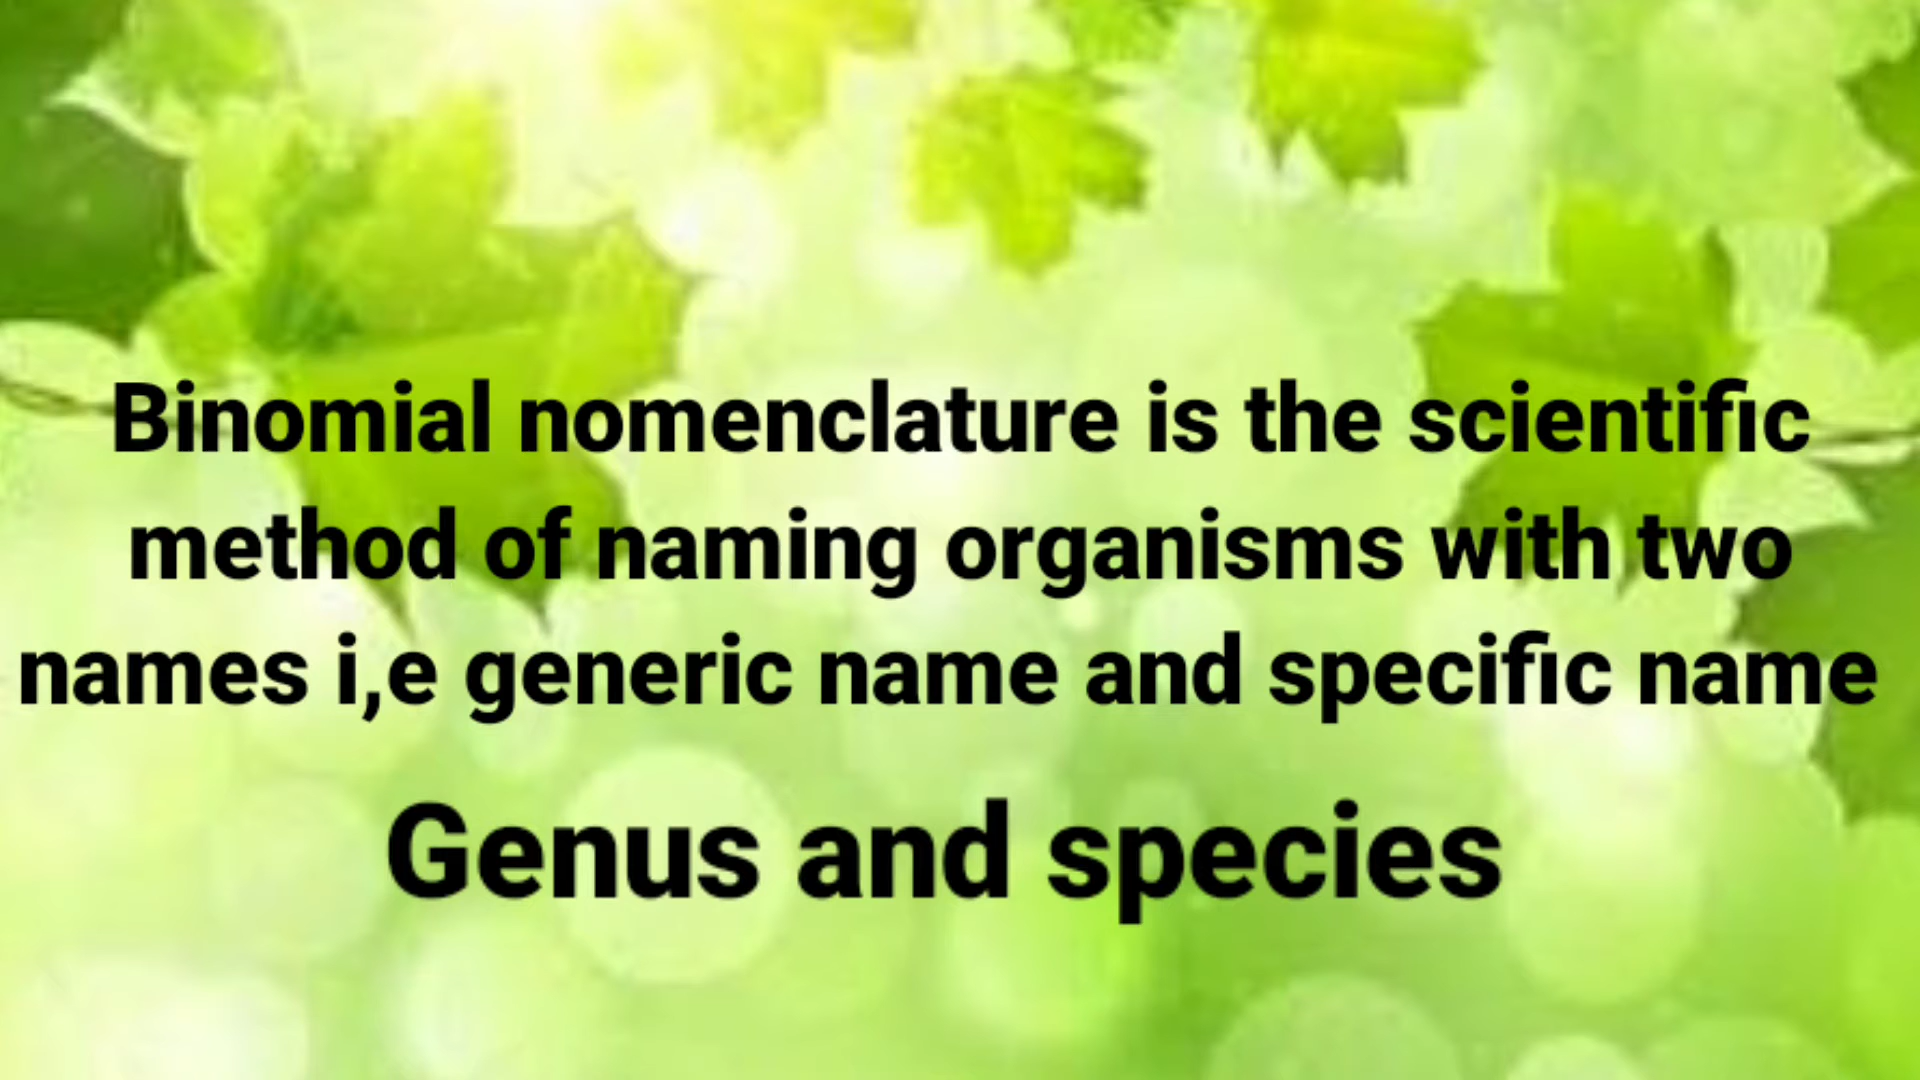 Binomial nomenclature is the scientific
method of naming organisms with two
names i,e generic name and specific name
Genus and species